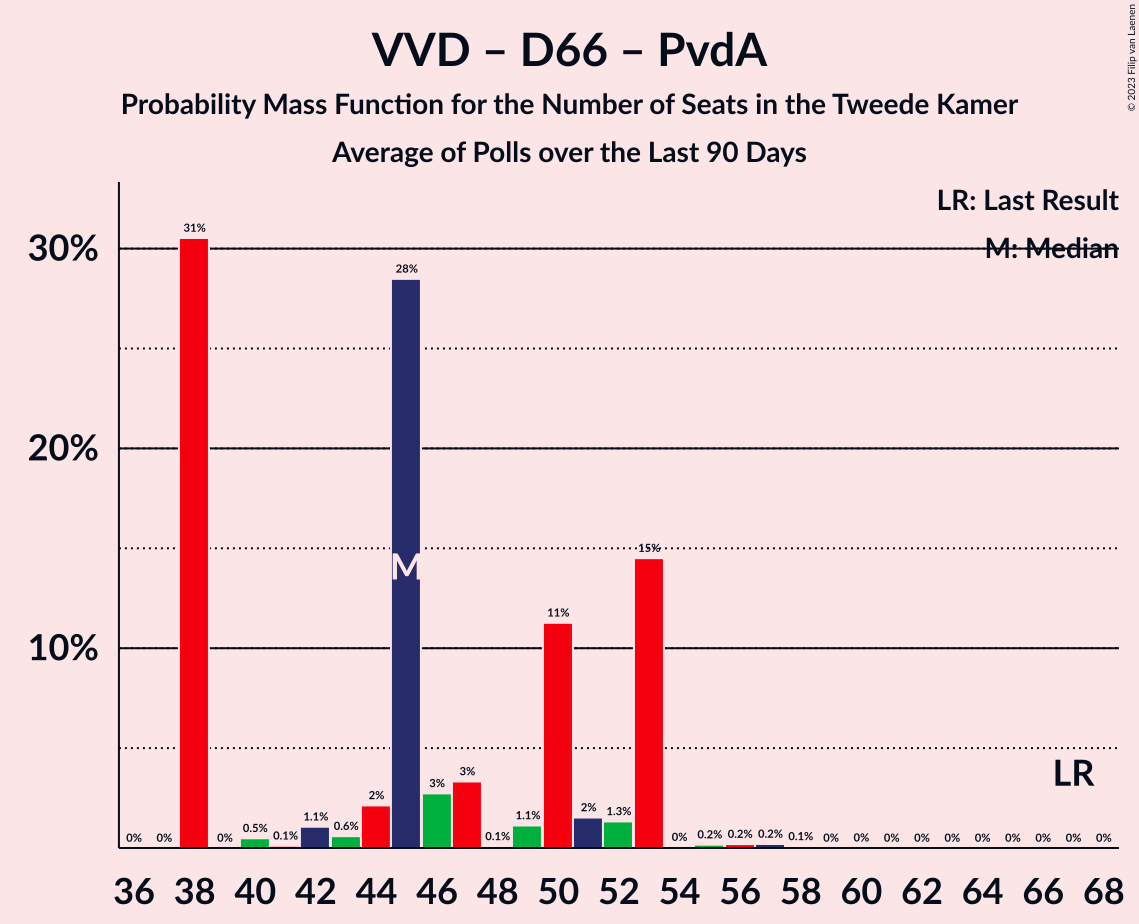 VVD – D66 – PvdA
Probability Mass Function for the Number of Seats in the Tweede Kamer
Average of Polls over the Last 90 Days
© 2023 Filip van Laenen
LR: Last Result
M: Median
30%
20%
10%
0% 0% 31% 0% 0.5% 0.1% 1.1% 0.6% 2% 28% 3% 3% 0.1% 1.1% 11% 2% 1.3% 15% 0% 0.2% 0.2% 0.2% 0.1% 0% 0% 0% 0% 0% 0% 0% 0% 0% 0%
M
LR
36 38 40 42 44 46 48 50 52 54 56 58 60 62 64 66 68